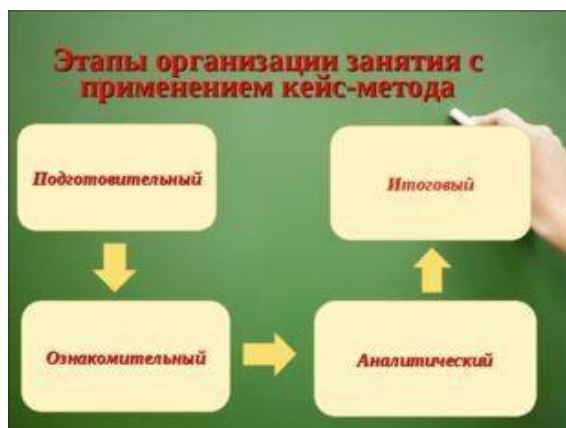 Этапы организации занятия с
применением кейс-метода
Подготовительный
Ознакомительный
Аналитический
Итоговый